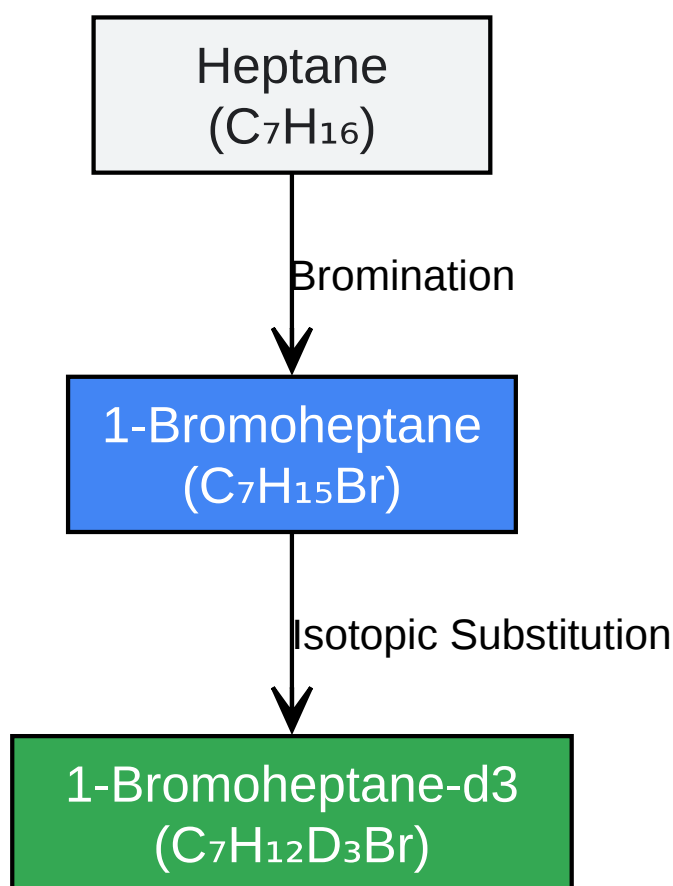 Heptane
(C₇H₁₆)
Bromination
1-Bromoheptane
(C₇H₁₅Br)
Isotopic Substitution
1-Bromoheptane-d3
(C₇H₁₂D₃Br)